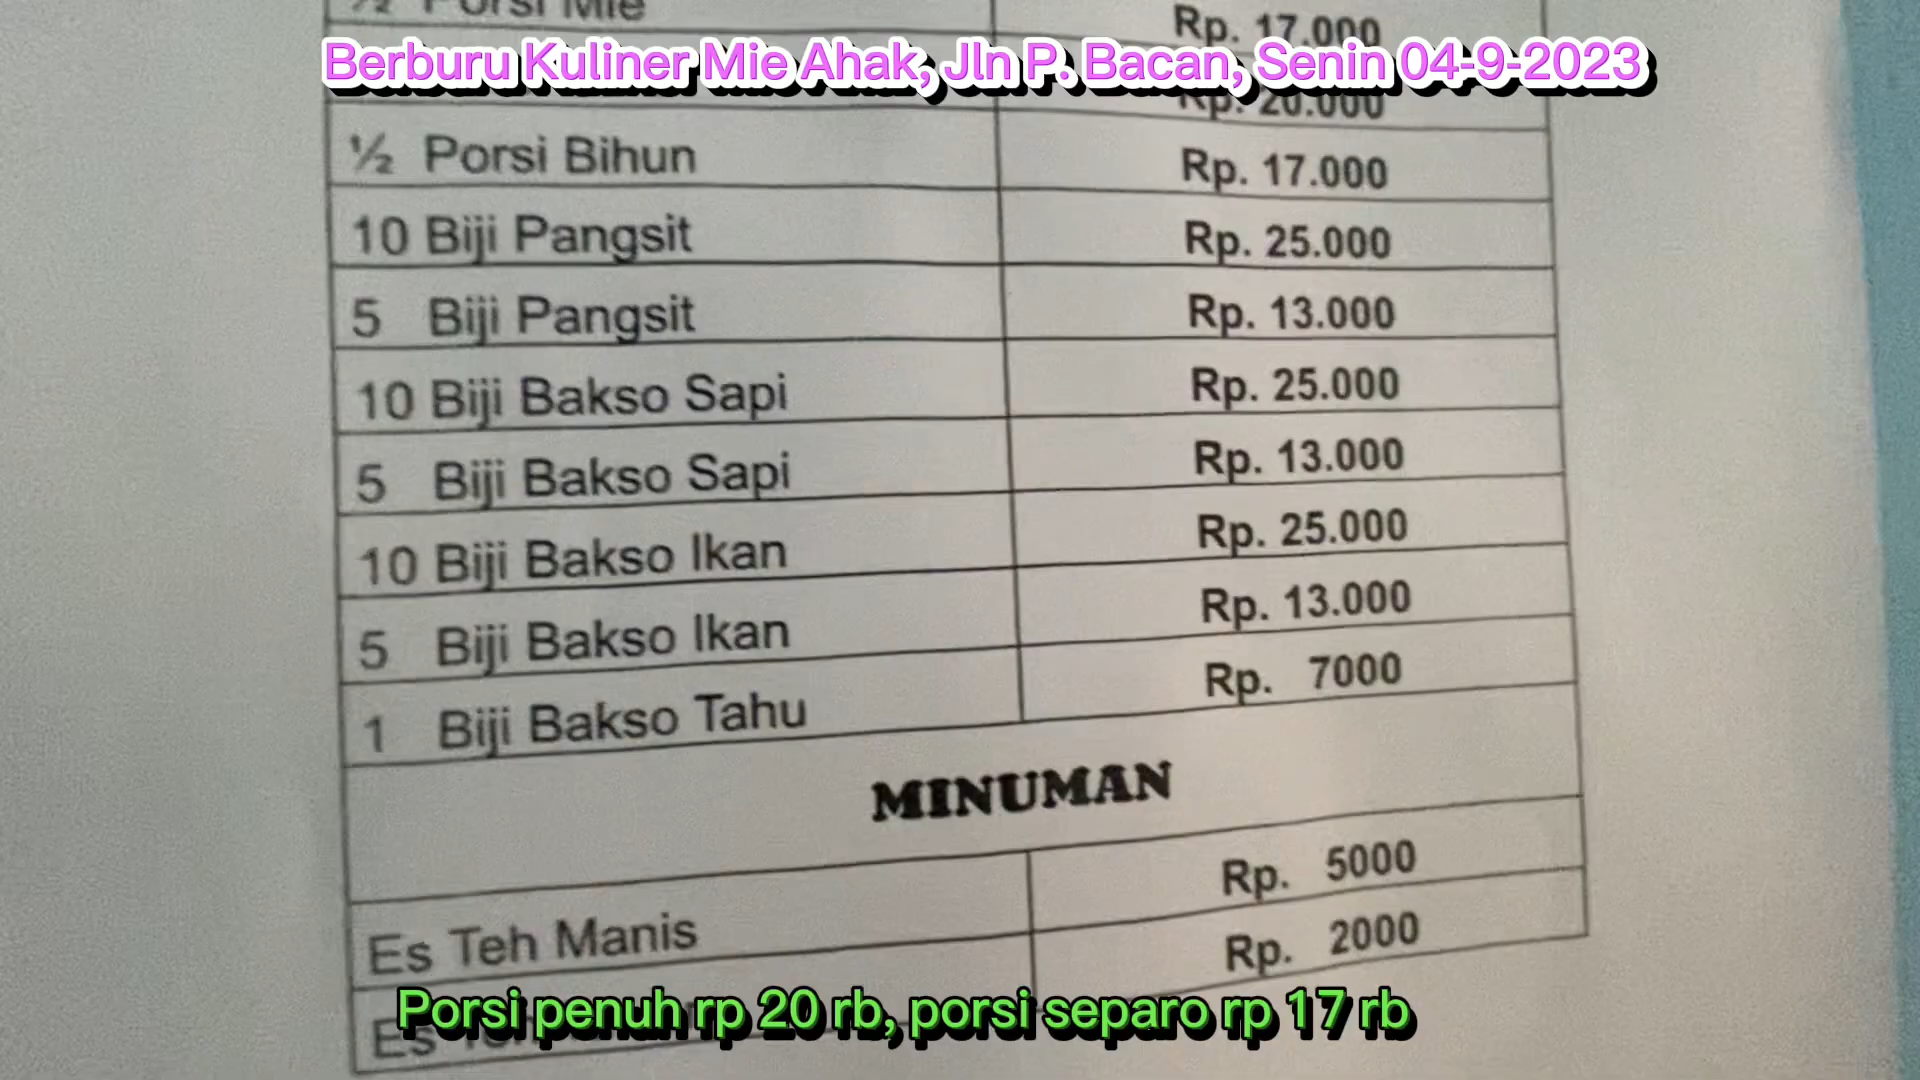 ½ Porsi Mie Rp. 17.000
Berburu Kuliner Mie Ahak, Jln P. Bacan, Senin 04-9-2023
Rp. 20.000
½ Porsi Bihun Rp. 17.000
10 Biji Pangsit Rp. 25.000
5 Biji Pangsit Rp. 13.000
10 Biji Bakso Sapi Rp. 25.000
5 Biji Bakso Sapi Rp. 13.000
10 Biji Bakso Ikan Rp. 25.000
5 Biji Bakso Ikan Rp. 13.000
1 Biji Bakso Tahu Rp. 7000
MINUMAN
Es Teh Manis Rp. 5000
Es Rp. 2000
Porsi penuh rp 20 rb, porsi separo rp 17 rb